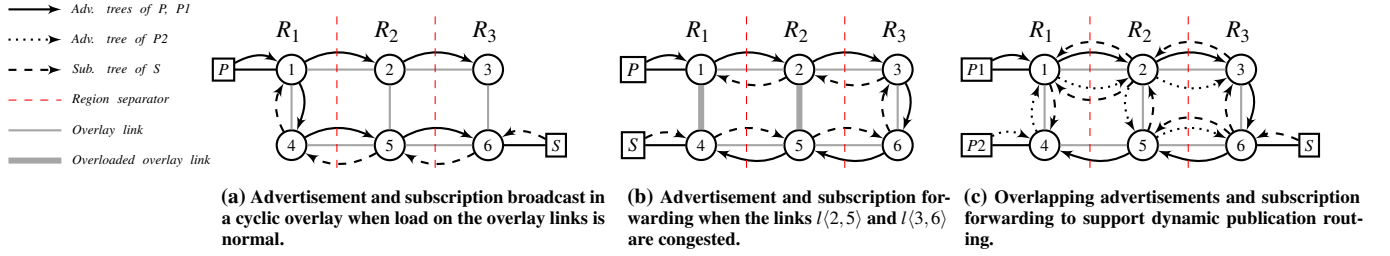 Adv. trees of P, P1
Adv. tree of P2
Sub. tree of S
Region separator
Overlay link
Overloaded overlay link
R1 R2 R3
P 1 2 3
4 5 6 S
(a) Advertisement and subscription broadcast in
a cyclic overlay when load on the overlay links is
normal.
R1 R2 R3
P 1 2 3
S 4 5 6
(b) Advertisement and subscription for-
warding when the links l⟨2,5⟩ and l⟨3,6⟩
are congested.
R1 R2 R3
P1 1 2 3
P2 4 5 6 S
(c) Overlapping advertisements and subscription
forwarding to support dynamic publication rout-
ing.